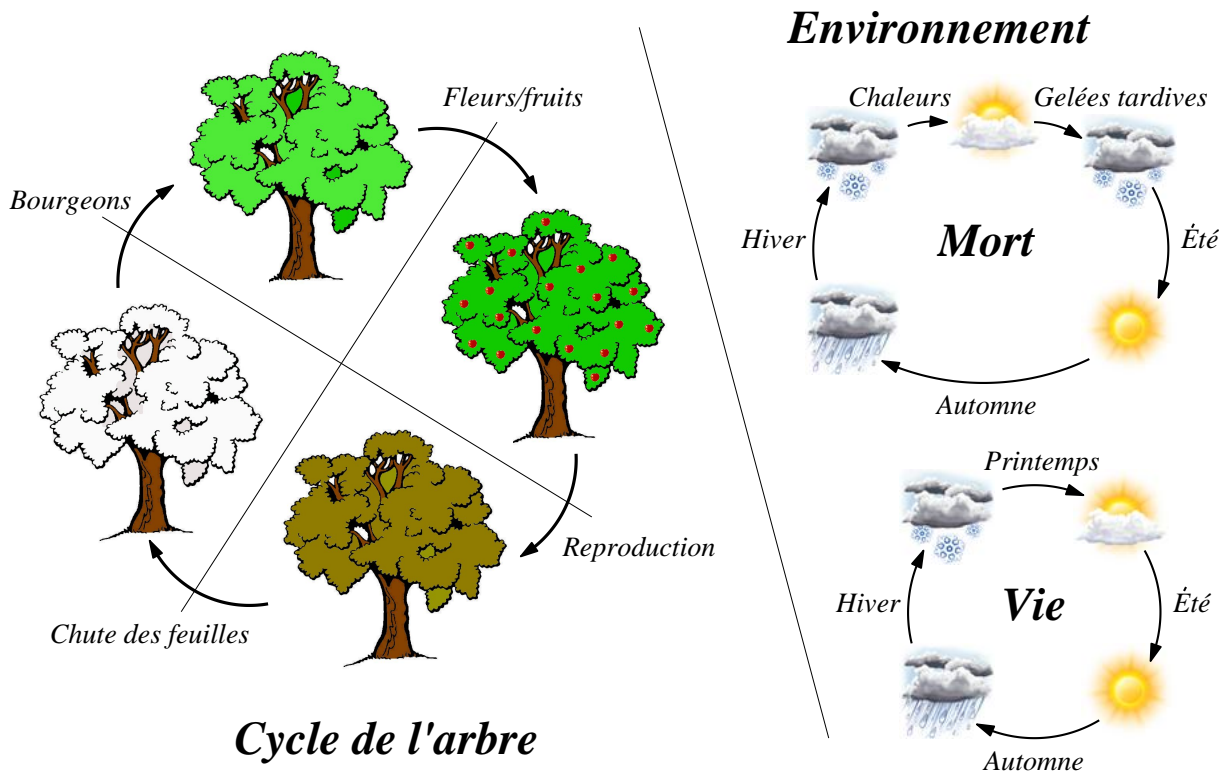 Environnement
Chaleurs
Gelées tardives
Fleurs/fruits
Bourgeons
Hiver
Mort
Été
Automne
Printemps
Reproduction
Hiver
Vie
Été
Chute des feuilles
Cycle de l'arbre
Automne